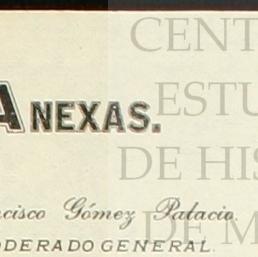 CENT
ANEXAS.
ESTU
DE HIS
ncisco Gómez Palacio.
DE M
ODERADO GENERAL.